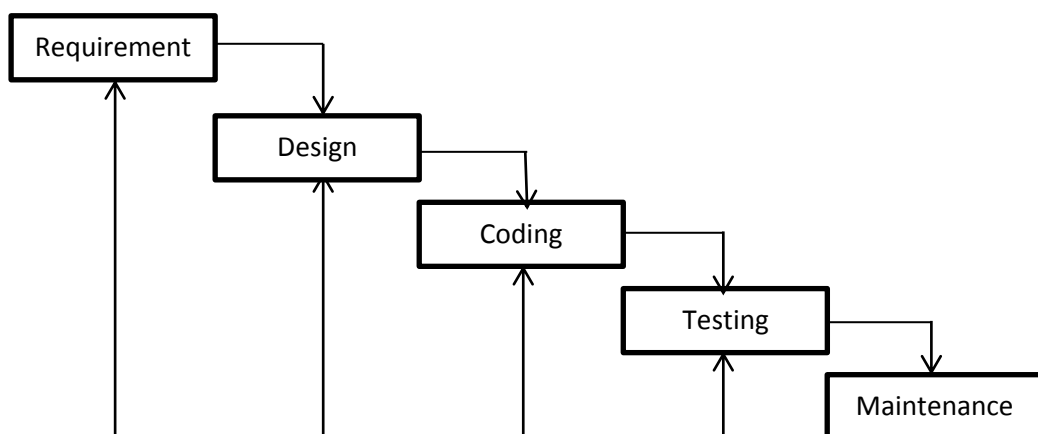 Requirement
Design
Coding
Testing
Maintenance